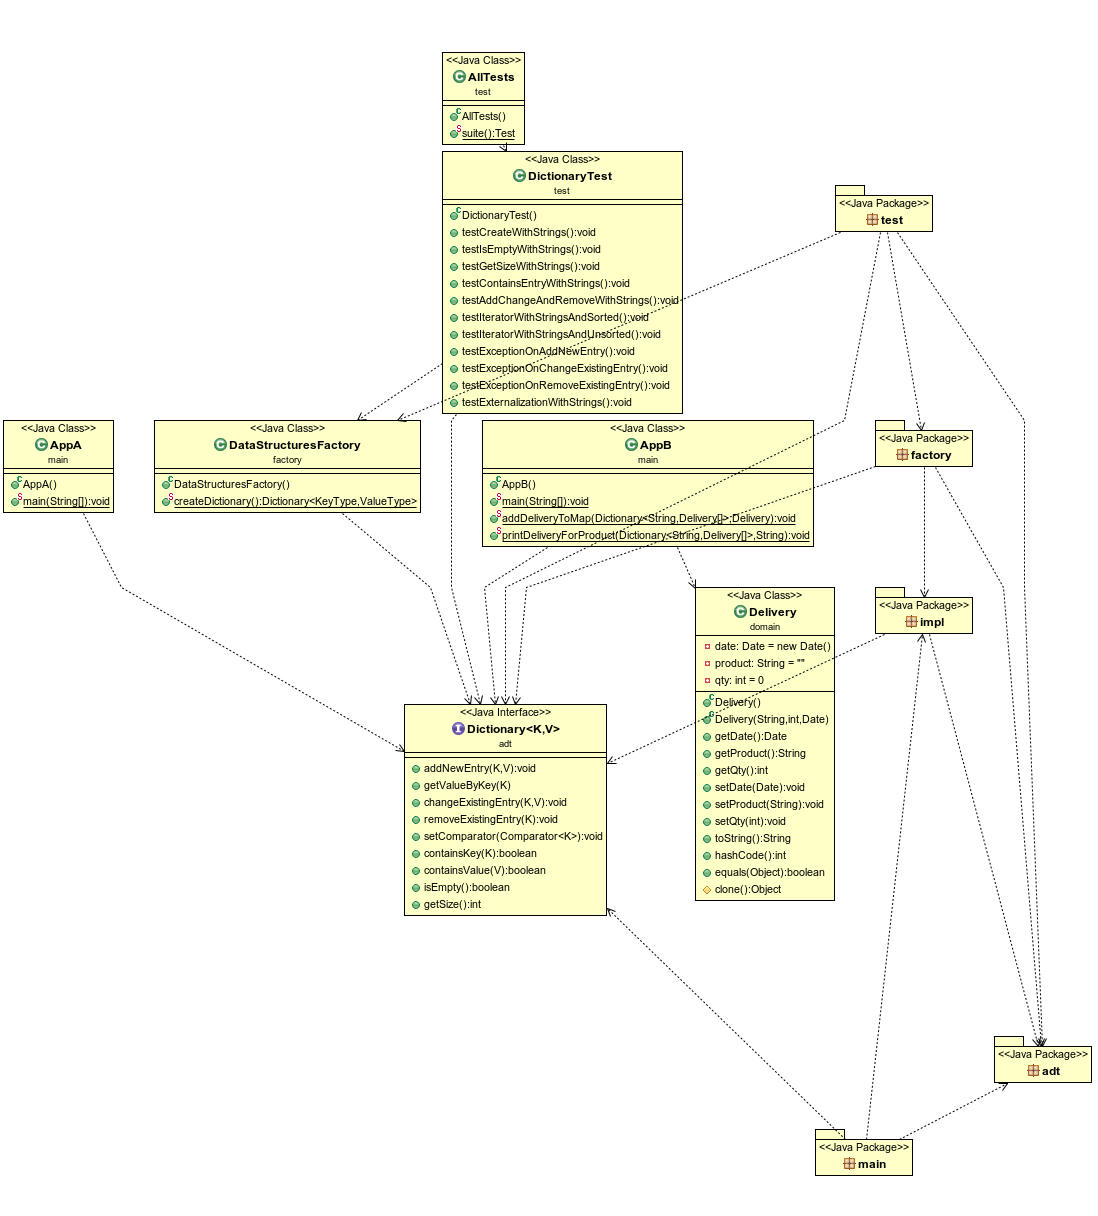 <<Java Class>>
AllTests
test
AllTests()
suite():Test
<<Java Class>>
DictionaryTest
test
DictionaryTest()
testCreateWithStrings():void
testIsEmptyWithStrings():void
testGetSizeWithStrings():void
testContainsEntryWithStrings():void
testAddChangeAndRemoveWithStrings():void
testIteratorWithStringsAndSorted():void
testIteratorWithStringsAndUnsorted():void
testExceptionOnAddNewEntry():void
testExceptionOnChangeExistingEntry():void
testExceptionOnRemoveExistingEntry():void
testExternalizationWithStrings():void
<<Java Package>>
test
<<Java Class>>
AppA
main
AppA()
main(String[]):void
<<Java Class>>
DataStructuresFactory
factory
DataStructuresFactory()
createDictionary():Dictionary<KeyType,ValueType>
<<Java Class>>
AppB
main
AppB()
main(String[]):void
addDeliveryToMap(Dictionary<String,Delivery[]>,Delivery):void
printDeliveryForProduct(Dictionary<String,Delivery[]>,String):void
<<Java Package>>
factory
<<Java Class>>
Delivery
domain
date: Date = new Date()
product: String = ""
qty: int = 0
Delivery()
Delivery(String,int,Date)
getDate():Date
getProduct():String
getQty():int
setDate(Date):void
setProduct(String):void
setQty(int):void
toString():String
hashCode():int
equals(Object):boolean
clone():Object
<<Java Package>>
impl
<<Java Interface>>
Dictionary<K,V>
adt
addNewEntry(K,V):void
getValueByKey(K)
changeExistingEntry(K,V):void
removeExistingEntry(K):void
setComparator(Comparator<K>):void
containsKey(K):boolean
containsValue(V):boolean
isEmpty():boolean
getSize():int
<<Java Package>>
adt
<<Java Package>>
main